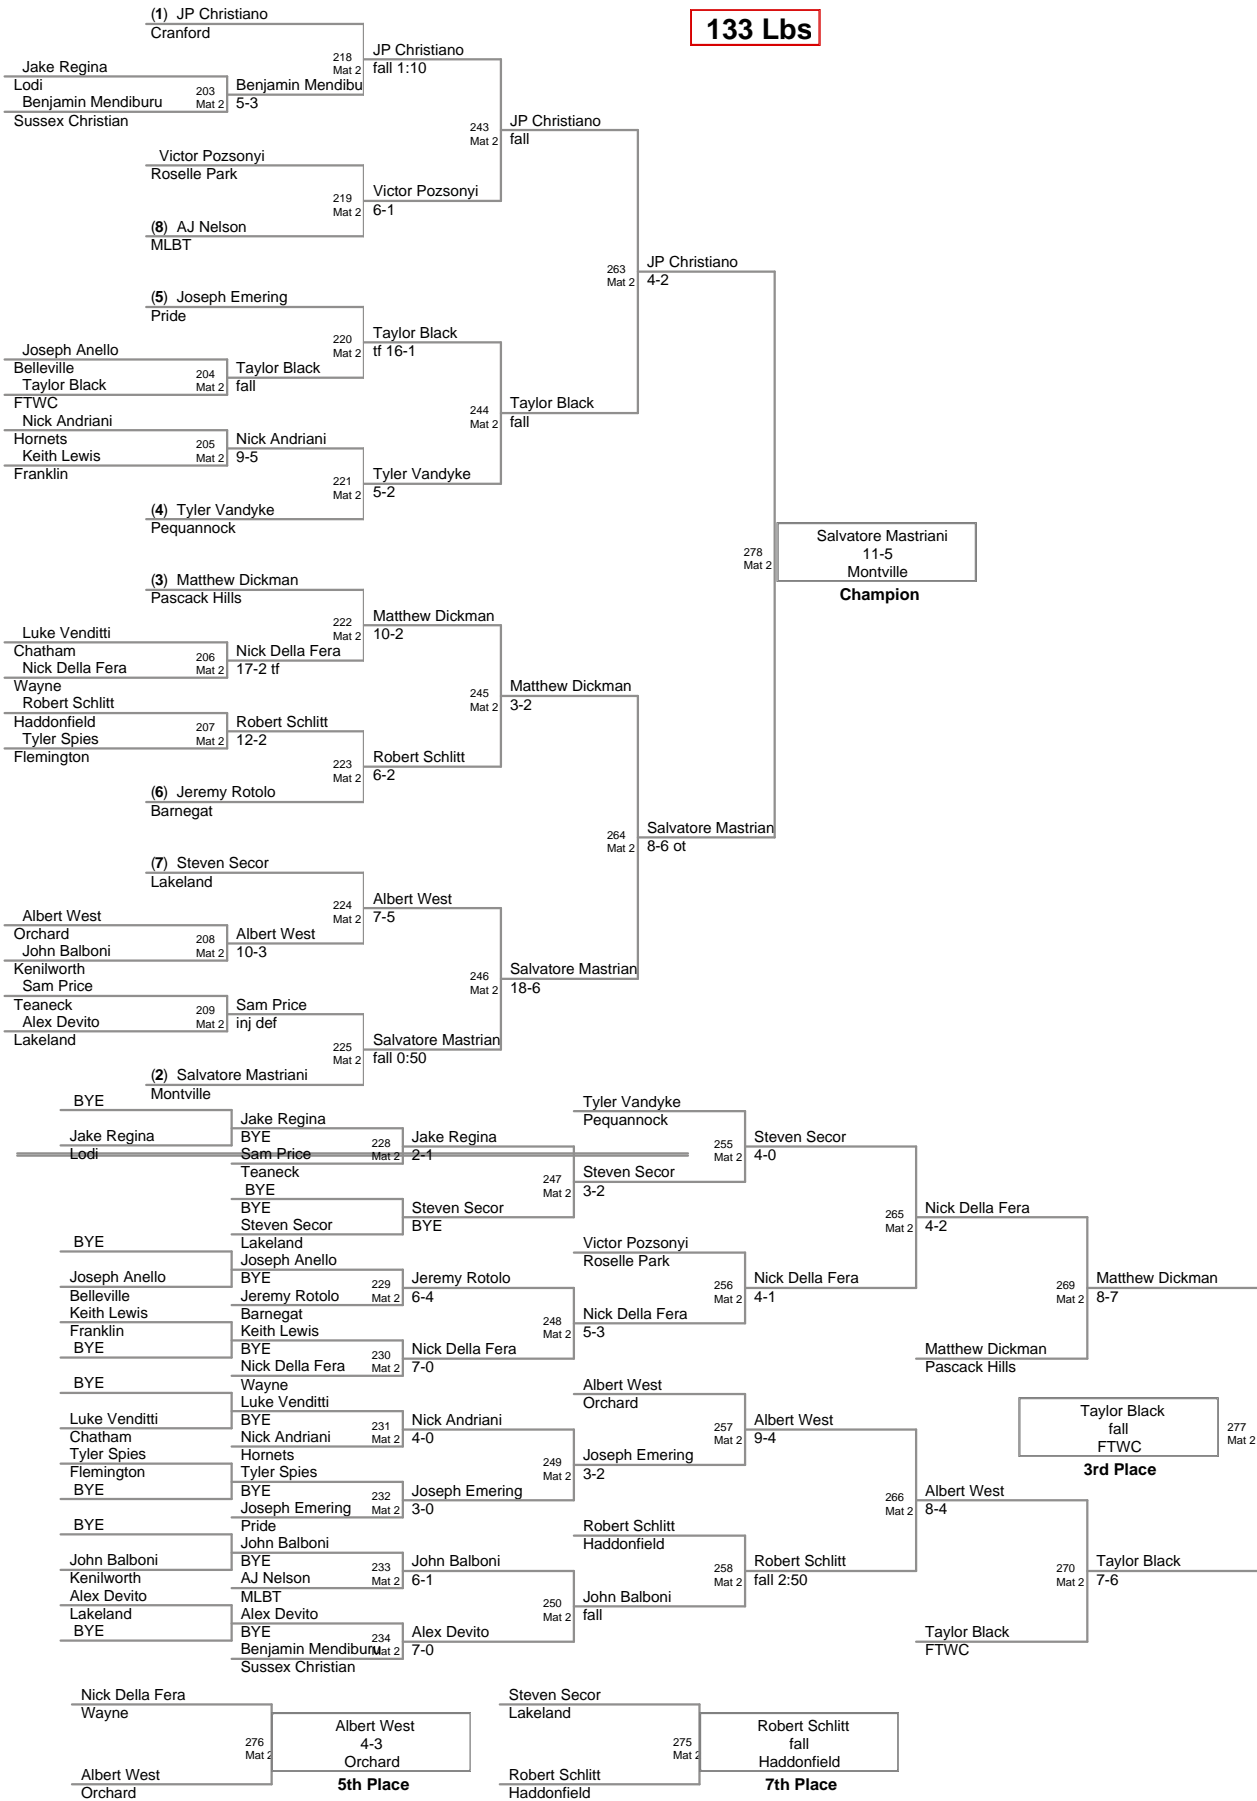 133 Lbs
(1) JP Christiano
Cranford
218
Mat 2
JP Christiano
fall 1:10
Jake Regina
Lodi
203
Mat 2
Benjamin Mendibu
5-3
Benjamin Mendiburu
Sussex Christian
243
Mat 2
JP Christiano
fall
Victor Pozsonyi
Roselle Park
219
Mat 2
Victor Pozsonyi
6-1
(8) AJ Nelson
MLBT
263
Mat 2
JP Christiano
4-2
(5) Joseph Emering
Pride
220
Mat 2
Taylor Black
tf 16-1
Joseph Anello
Belleville
204
Mat 2
Taylor Black
fall
Taylor Black
FTWC
244
Mat 2
Taylor Black
fall
Nick Andriani
Hornets
205
Mat 2
Nick Andriani
9-5
Keith Lewis
Franklin
221
Mat 2
Tyler Vandyke
5-2
(4) Tyler Vandyke
Pequannock
278
Mat 2
Salvatore Mastriani
11-5
Montville
Champion
(3) Matthew Dickman
Pascack Hills
222
Mat 2
Matthew Dickman
10-2
Luke Venditti
Chatham
206
Mat 2
Nick Della Fera
17-2 tf
Nick Della Fera
Wayne
245
Mat 2
Matthew Dickman
3-2
Robert Schlitt
Haddonfield
207
Mat 2
Robert Schlitt
12-2
Tyler Spies
Flemington
223
Mat 2
Robert Schlitt
6-2
(6) Jeremy Rotolo
Barnegat
264
Mat 2
Salvatore Mastrian
8-6 ot
(7) Steven Secor
Lakeland
224
Mat 2
Albert West
7-5
Albert West
Orchard
208
Mat 2
Albert West
10-3
John Balboni
Kenilworth
246
Mat 2
Salvatore Mastrian
18-6
Sam Price
Teaneck
209
Mat 2
Sam Price
inj def
Alex Devito
Lakeland
225
Mat 2
Salvatore Mastrian
fall 0:50
(2) Salvatore Mastriani
Montville
BYE
Jake Regina
Lodi
Jake Regina
BYE
Sam Price
Teaneck
228
Mat 2
Jake Regina
2-1
BYE
BYE
Steven Secor
Lakeland
Steven Secor
BYE
247
Mat 2
Steven Secor
3-2
Tyler Vandyke
Pequannock
255
Mat 2
Steven Secor
4-0
BYE
Joseph Anello
Belleville
Joseph Anello
BYE
Jeremy Rotolo
Barnegat
229
Mat 2
Jeremy Rotolo
6-4
Keith Lewis
Franklin
BYE
Keith Lewis
BYE
Nick Della Fera
Wayne
230
Mat 2
Nick Della Fera
7-0
248
Mat 2
Nick Della Fera
5-3
Victor Pozsonyi
Roselle Park
256
Mat 2
Nick Della Fera
4-1
265
Mat 2
Nick Della Fera
4-2
Matthew Dickman
Pascack Hills
269
Mat 2
Matthew Dickman
8-7
BYE
Luke Venditti
Chatham
Luke Venditti
BYE
Nick Andriani
Hornets
231
Mat 2
Nick Andriani
4-0
Tyler Spies
Flemington
BYE
Tyler Spies
BYE
Joseph Emering
Pride
232
Mat 2
Joseph Emering
3-0
249
Mat 2
Joseph Emering
3-2
Albert West
Orchard
257
Mat 2
Albert West
9-4
Taylor Black
fall
FTWC
3rd Place
277
Mat 2
BYE
John Balboni
Kenilworth
John Balboni
BYE
AJ Nelson
MLBT
233
Mat 2
John Balboni
6-1
Alex Devito
Lakeland
BYE
Alex Devito
BYE
Benjamin Mendiburu
Sussex Christian
234
Mat 2
Alex Devito
7-0
250
Mat 2
John Balboni
fall
Robert Schlitt
Haddonfield
258
Mat 2
Robert Schlitt
fall 2:50
266
Mat 2
Albert West
8-4
Taylor Black
FTWC
270
Mat 2
Taylor Black
7-6
Nick Della Fera
Wayne
276
Mat 2
Albert West
4-3
Orchard
5th Place
Albert West
Orchard
Steven Secor
Lakeland
275
Mat 2
Robert Schlitt
fall
Haddonfield
7th Place
Robert Schlitt
Haddonfield